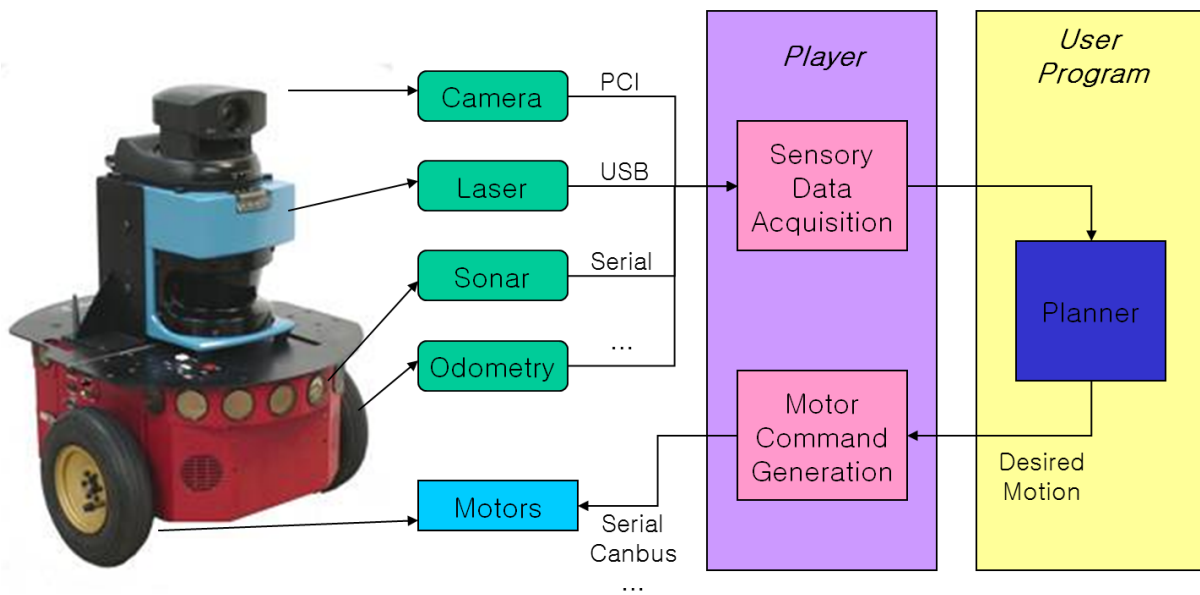 Player
User
Program
Camera
PCI
Laser
USB
Sonar
Serial
Odometry
...
Sensory
Data
Acquisition
Planner
Motor
Command
Generation
Desired
Motion
Motors
Serial
Canbus
...